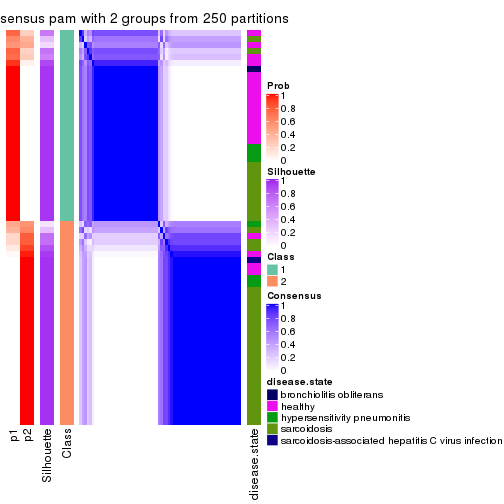 sensus pam with 2 groups from 250 partitions
Prob
1
0.8
0.6
0.4
0.2
0
Silhouette
1
0.8
0.6
0.4
0.2
0
Class
1
2
Consensus
1
0.8
0.6
0.4
0.2
0
disease.state
bronchiolitis obliterans
healthy
hypersensitivity pneumonitis
sarcoidosis
sarcoidosis-associated hepatitis C virus infection
p1
p2
Silhouette
Class
disease.state